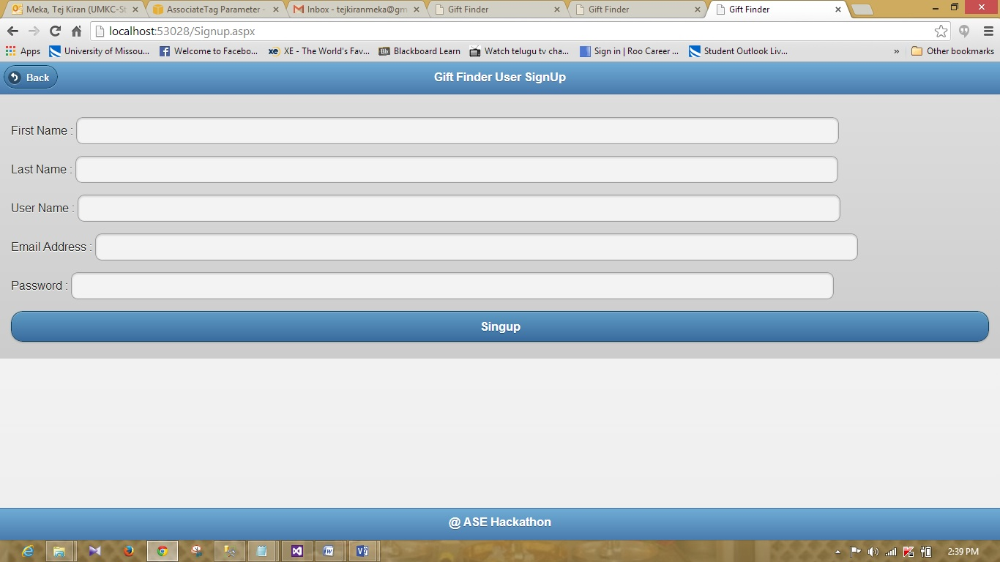 Meka, Tej Kiran (UMKC-St
AssociateTag Parameter -
Inbox - tejkiranmeka@gm
Gift Finder
Gift Finder
Gift Finder
localhost:53028/Signup.aspx
Apps
University of Missou...
Welcome to Facebo...
XE - The World's Fav...
Blackboard Learn
Watch telugu tv cha...
Sign in | Roo Career ...
Student Outlook Liv...
»
Other bookmarks
Back
Gift Finder User SignUp
First Name :
Last Name :
User Name :
Email Address :
Password :
Singup
@ ASE Hackathon
2:39 PM